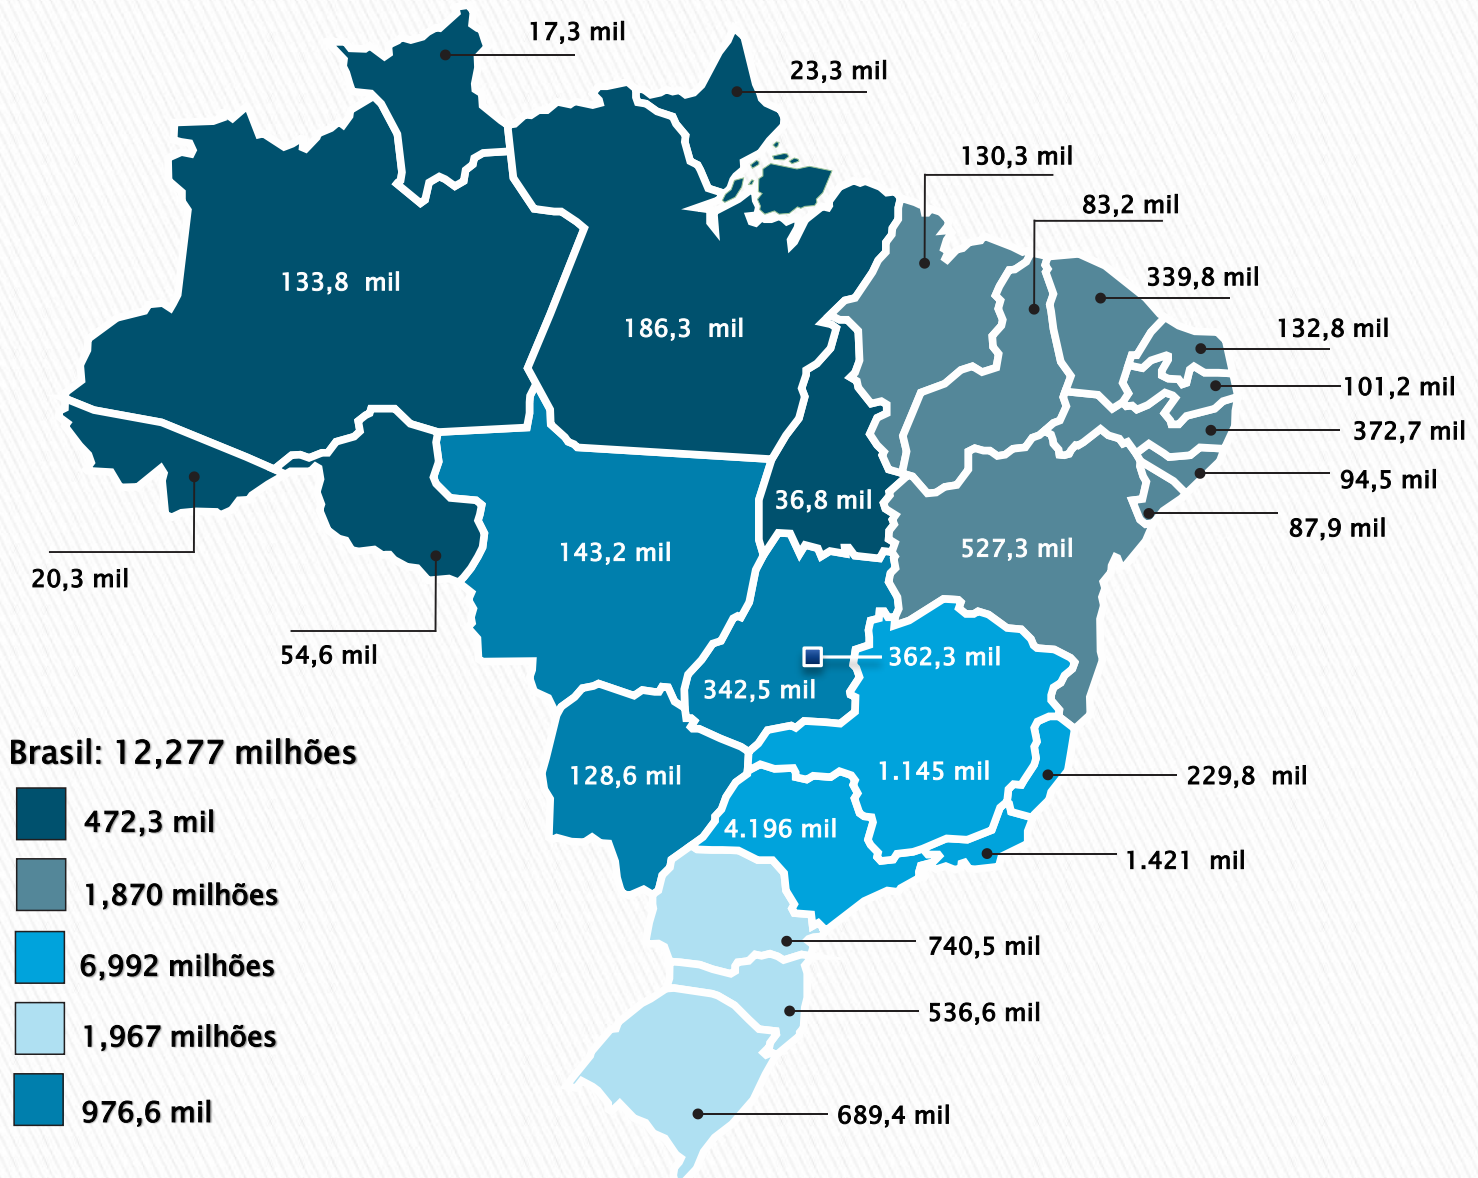 17,3 mil
23,3 mil
130,3 mil
83,2 mil
339,8 mil
133,8 mil
186,3 mil
132,8 mil
101,2 mil
372,7 mil
94,5 mil
36,8 mil
87,9 mil
527,3 mil
143,2 mil
20,3 mil
54,6 mil
362,3 mil
342,5 mil
Brasil: 12,277 milhões
128,6 mil
1.145 mil
229,8 mil
472,3 mil
4.196 mil
1.421 mil
1,870 milhões
740,5 mil
6,992 milhões
536,6 mil
1,967 milhões
976,6 mil
689,4 mil